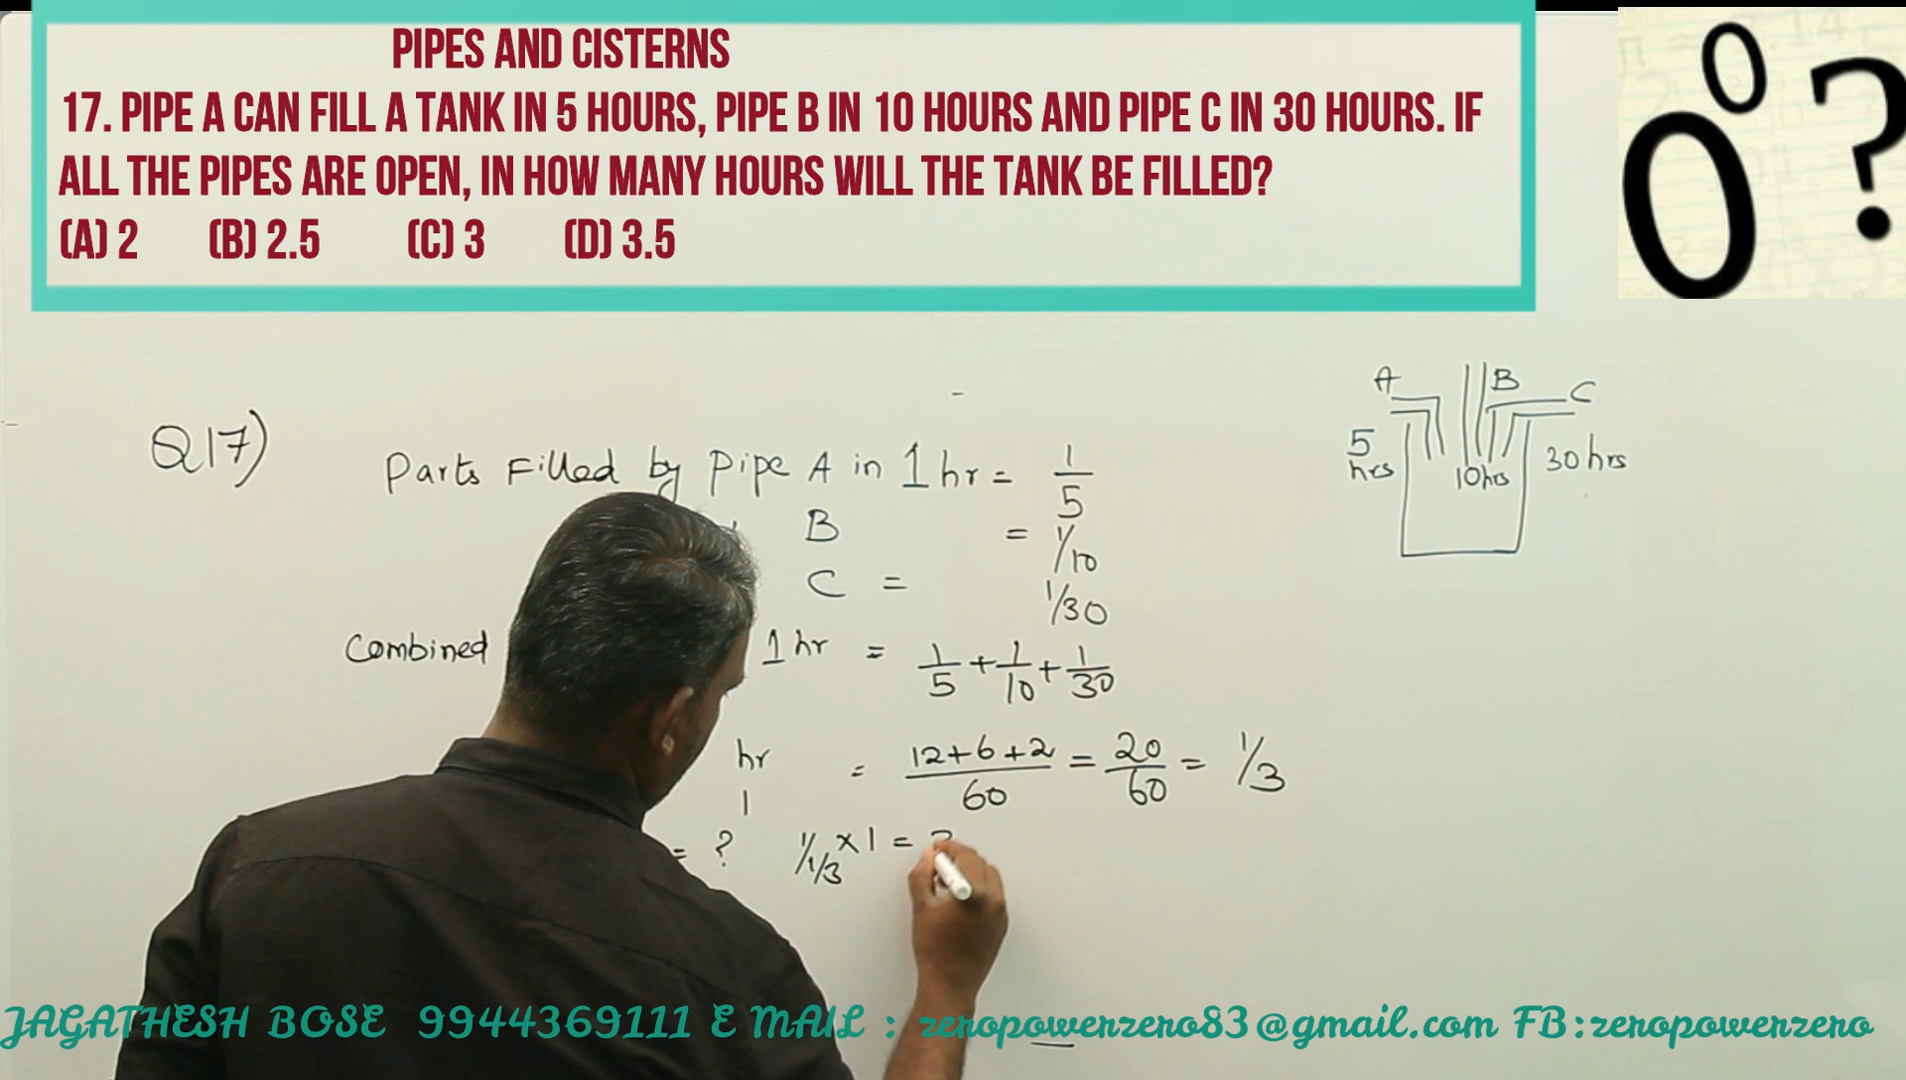 PIPES AND CISTERNS
17. PIPE A CAN FILL A TANK IN 5 HOURS, PIPE B IN 10 HOURS AND PIPE C IN 30 HOURS. IF
ALL THE PIPES ARE OPEN, IN HOW MANY HOURS WILL THE TANK BE FILLED?
(A) 2 (B) 2.5 (C) 3 (D) 3.5
0^0 ?
Q17)
Parts Filled by Pipe A in 1 hr = 1/5
B = 1/10
C = 1/30
Combined 1 hr = 1/5 + 1/10 + 1/30
hr = 12+6+2/60 = 20/60 = 1/3
1
= ? 1/1/3 × 1 =
A B C
5 hrs 10hrs 30hrs
JAGATHESH BOSE 9944369111 E MAIL : zeropowerzero83@gmail.com FB:zeropowerzero